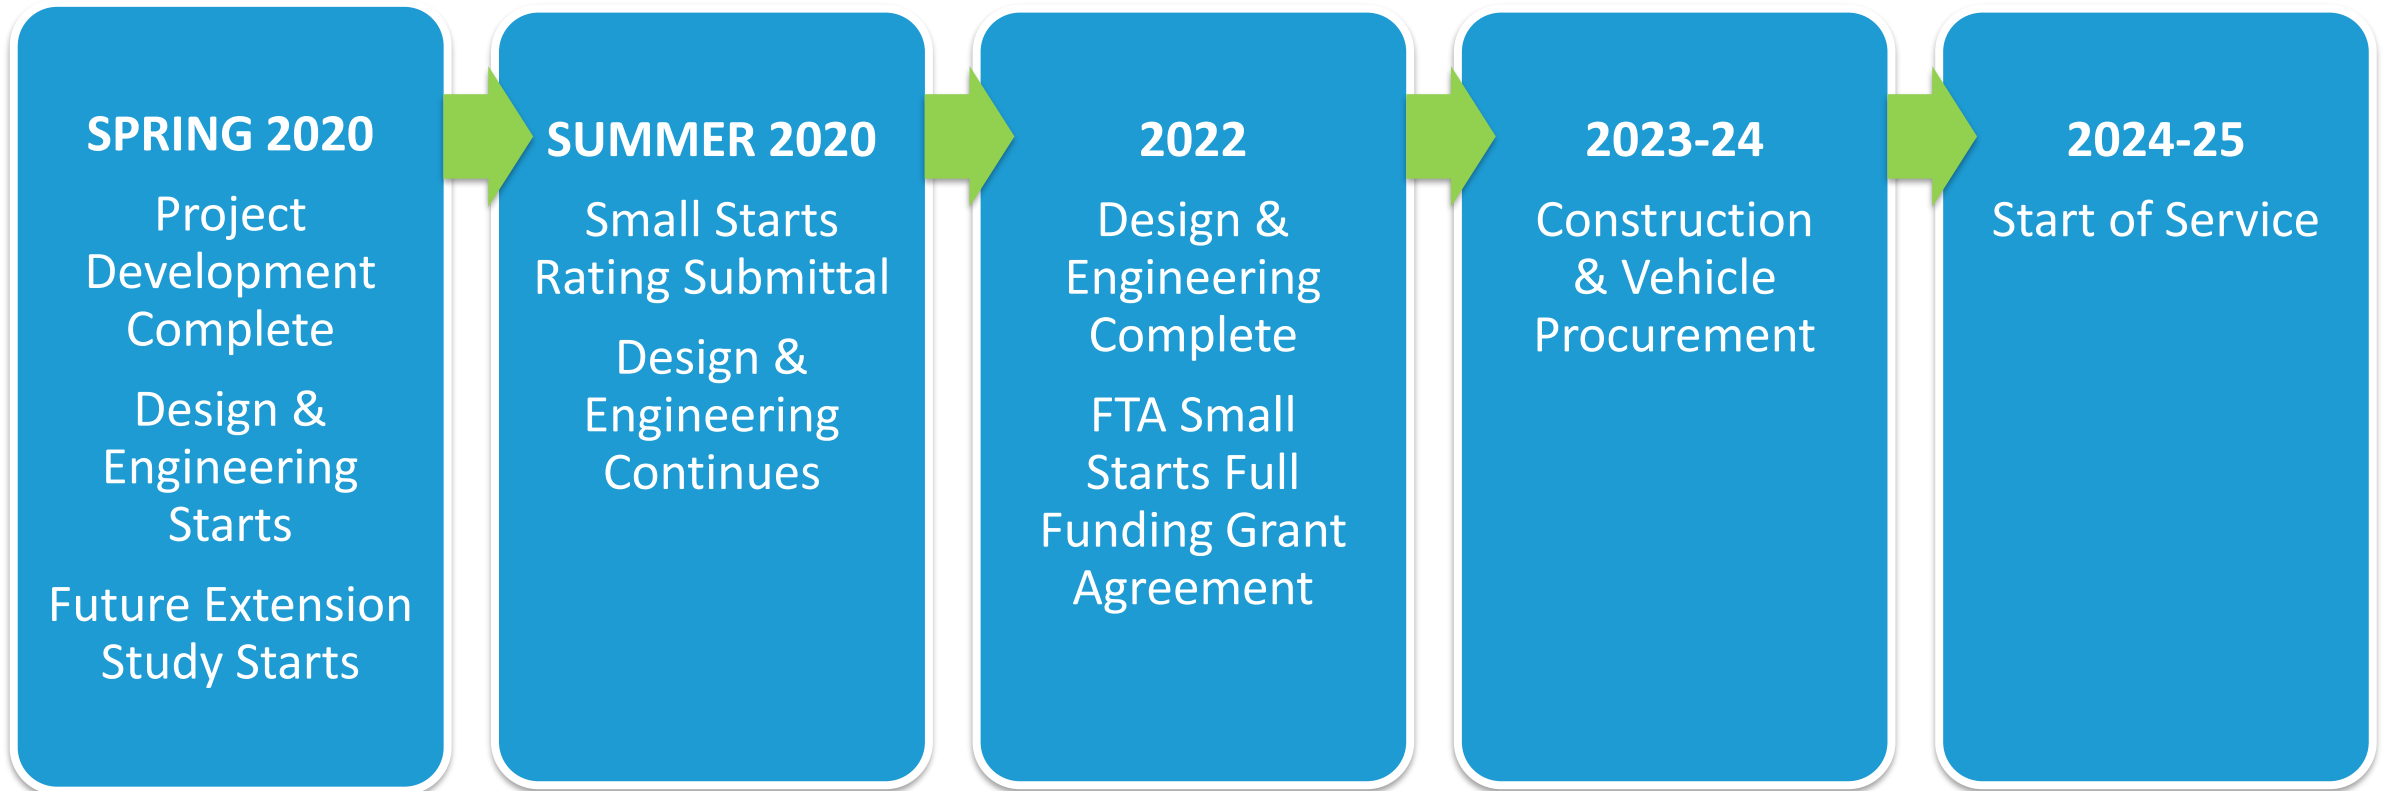 SPRING 2020
Project
Development
Complete
Design &
Engineering
Starts
Future Extension
Study Starts
SUMMER 2020
Small Starts
Rating Submittal
Design &
Engineering
Continues
2022
Design &
Engineering
Complete
FTA Small
Starts Full
Funding Grant
Agreement
2023-24
Construction
& Vehicle
Procurement
2024-25
Start of Service